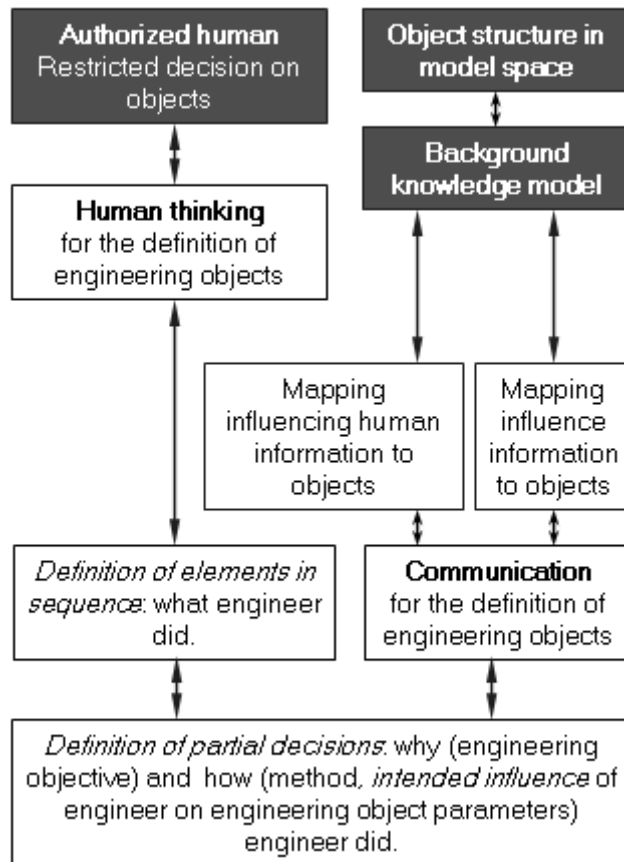 Authorized human
Restricted decision on
objects
Object structure in
model space
Background
knowledge model
Human thinking
for the definition of
engineering objects
Mapping
influencing human
information to
objects
Mapping
influence
information
to objects
Definition of elements in
sequence: what engineer
did.
Communication
for the definition of
engineering objects
Definition of partial decisions: why (engineering
objective) and how (method, intended influence of
engineer on engineering object parameters)
engineer did.